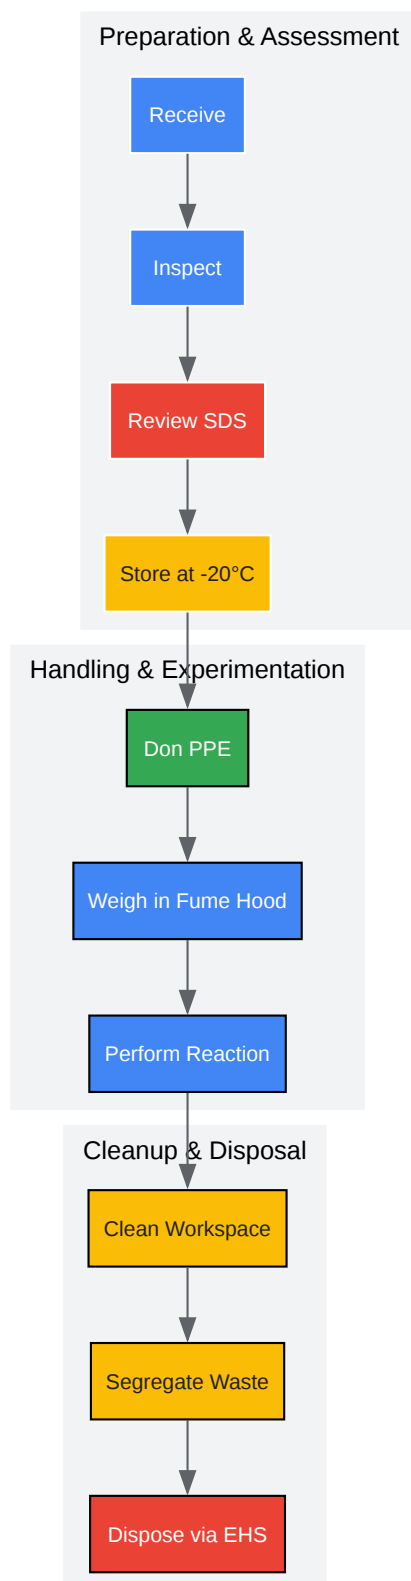 Preparation & Assessment
Receive
Inspect
Review SDS
Store at -20°C
Handling & Experimentation
Don PPE
Weigh in Fume Hood
Perform Reaction
Cleanup & Disposal
Clean Workspace
Segregate Waste
Dispose via EHS